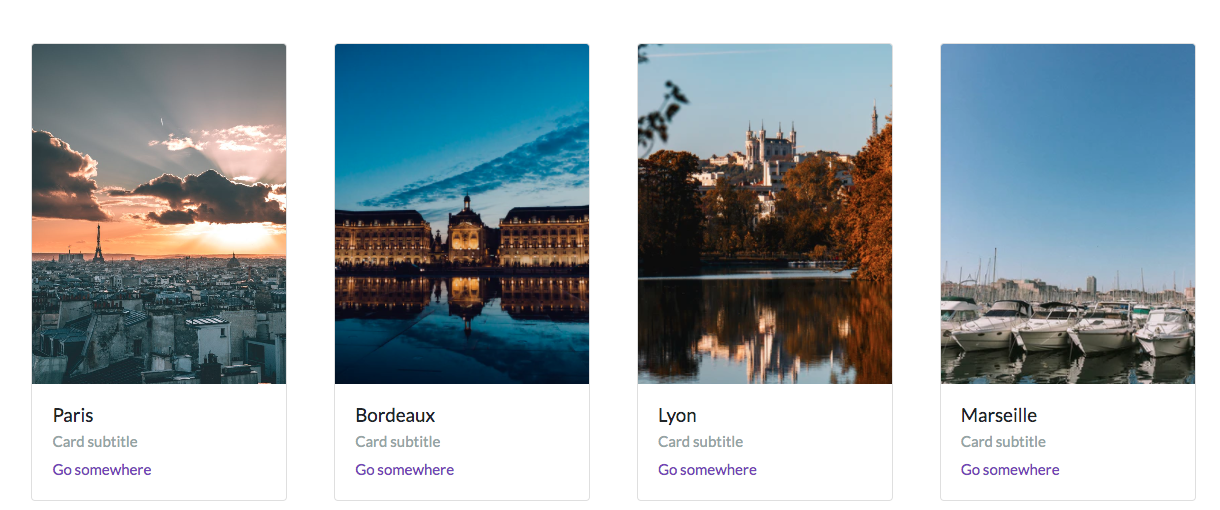 Paris
Card subtitle
Go somewhere
Bordeaux
Card subtitle
Go somewhere
Lyon
Card subtitle
Go somewhere
Marseille
Card subtitle
Go somewhere